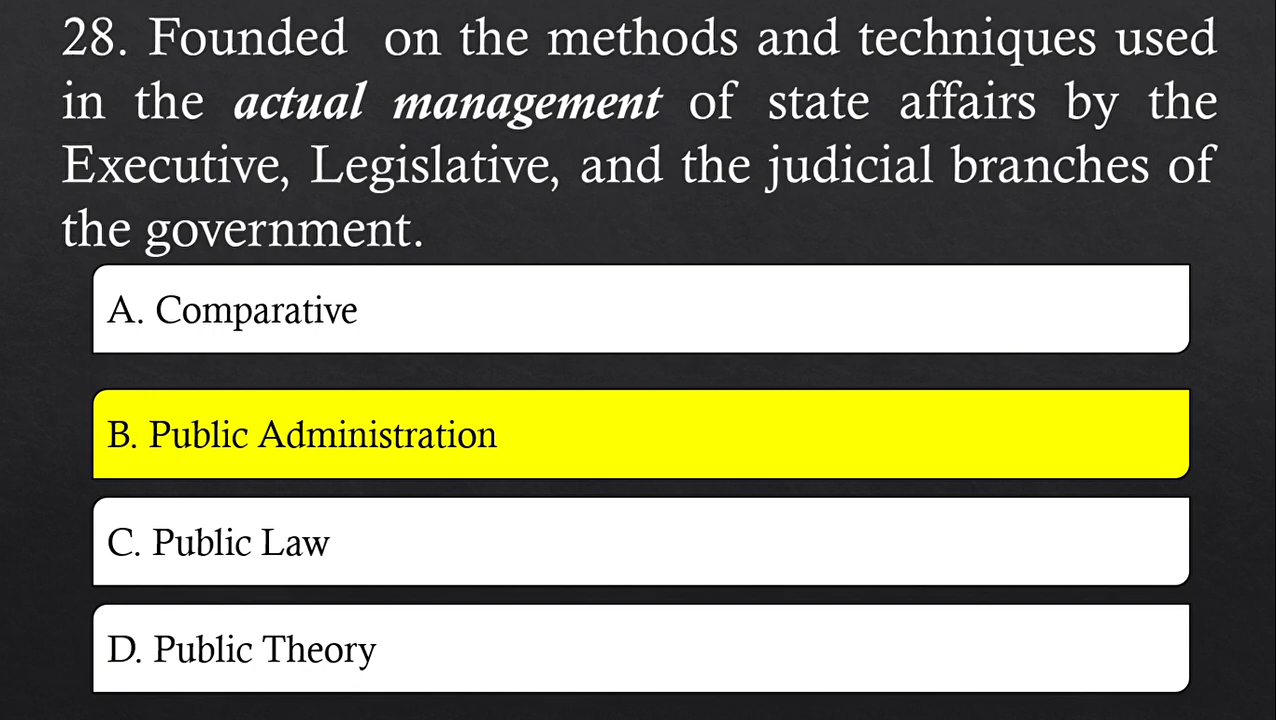 28. Founded on the methods and techniques used
in the actual management of state affairs by the
Executive, Legislative, and the judicial branches of
the government.
A. Comparative
B. Public Administration
C. Public Law
D. Public Theory